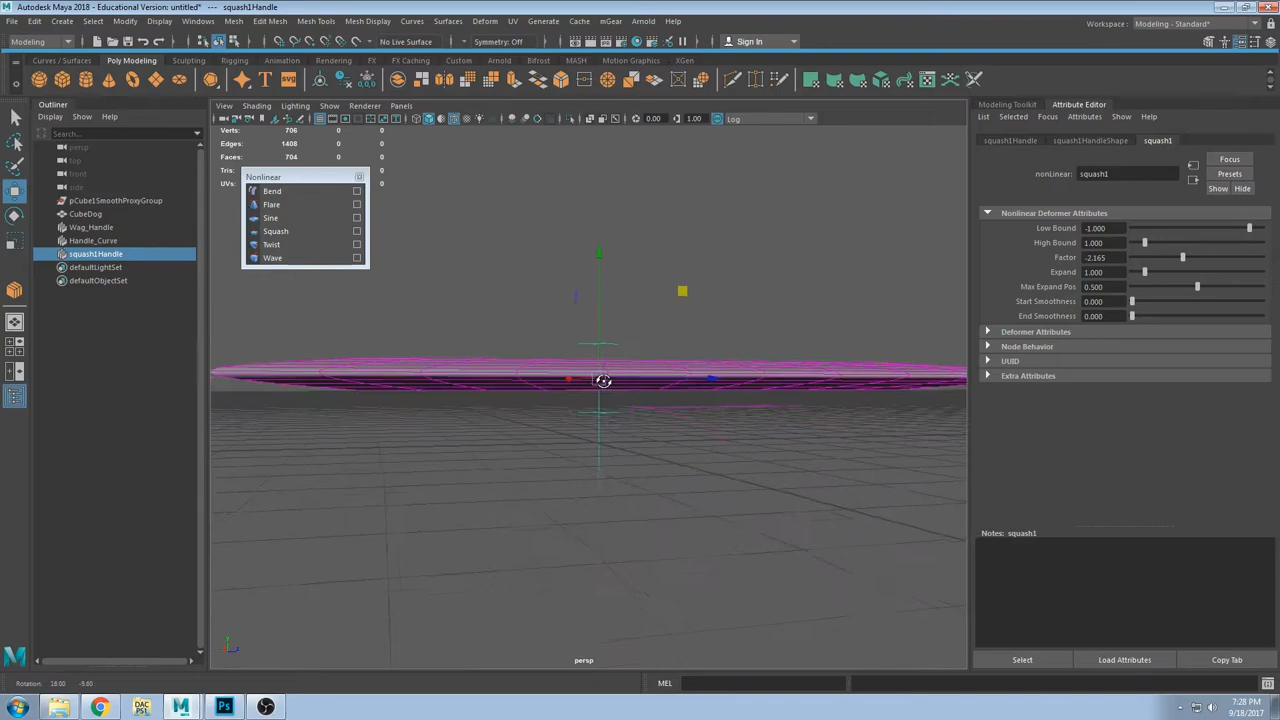 Autodesk Maya 2018 - Educational Version: untitled*   ---   squash1Handle
File Edit Create Select Modify Display Windows Mesh Edit Mesh Mesh Tools Mesh Display Curves Surfaces Deform UV Generate Cache mGear Arnold Help
Workspace : Modeling - Standard*
Modeling No Live Surface Symmetry: Off Sign In
Curves / Surfaces Poly Modeling Sculpting Rigging Animation Rendering FX FX Caching Custom Arnold Bifrost MASH Motion Graphics XGen
Outliner
Display Show Help
Search...
persp
top
front
side
pCube1SmoothProxyGroup
CubeDog
Wag_Handle
Handle_Curve
squash1Handle
defaultLightSet
defaultObjectSet
View Shading Lighting Show Renderer Panels
0.00 1.00 Log
Verts: 706 0 0
Edges: 1408 0 0
Faces: 704 0 0
Tris: 0
UVs: 0
Nonlinear
Bend
Flare
Sine
Squash
Twist
Wave
persp
Modeling Toolkit Attribute Editor
List Selected Focus Attributes Show Help
squash1Handle squash1HandleShape squash1
Focus
nonLinear: squash1
Presets
Show Hide
Nonlinear Deformer Attributes
Low Bound -1.000
High Bound 1.000
Factor -2.165
Expand 1.000
Max Expand Pos 0.500
Start Smoothness 0.000
End Smoothness 0.000
Deformer Attributes
Node Behavior
UUID
Extra Attributes
Notes: squash1
Select Load Attributes Copy Tab
MEL
7:28 PM
9/18/2017